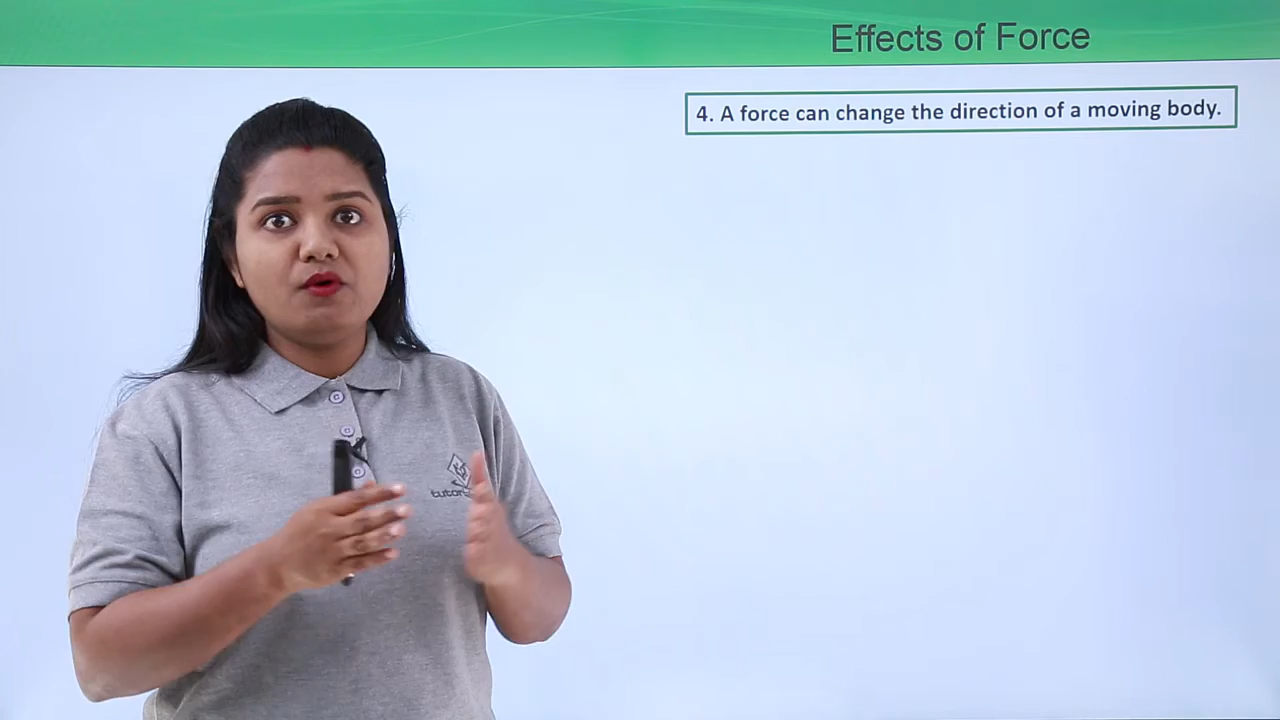 Effects of Force
4. A force can change the direction of a moving body.